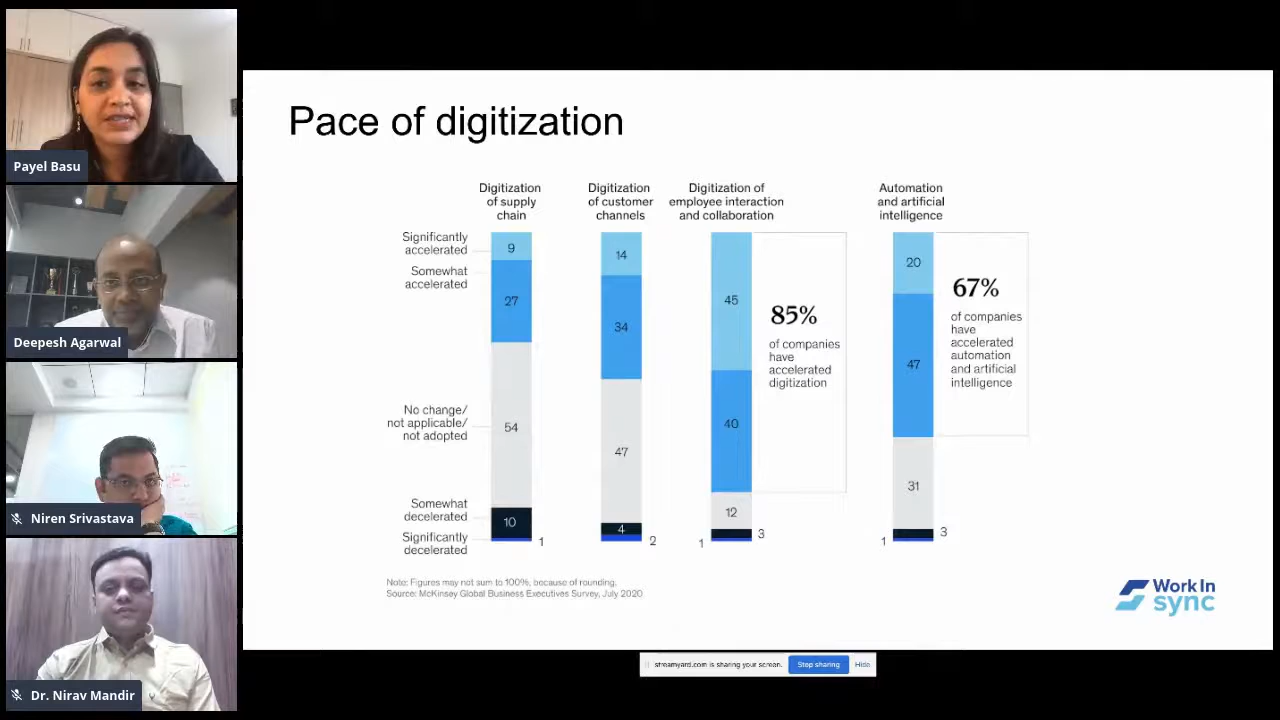 Payel Basu
Deepesh Agarwal
Niren Srivastava
Dr. Nirav Mandir
Pace of digitization
Digitization
of supply
chain
Digitization
of customer
channels
Digitization of
employee interaction
and collaboration
Automation
and artificial
intelligence
Significantly
accelerated
Somewhat
accelerated
No change/
not applicable/
not adopted
Somewhat
decelerated
Significantly
decelerated
9
27
54
10
1
14
34
47
4
2
45
40
12
3
1
85%
of companies
have
accelerated
digitization
20
47
31
3
1
67%
of companies
have
accelerated
automation
and artificial
intelligence
Note: Figures may not sum to 100%, because of rounding.
Source: McKinsey Global Business Executives Survey, July 2020
Work In
sync
streamyard.com is sharing your screen.
Stop sharing
Hide